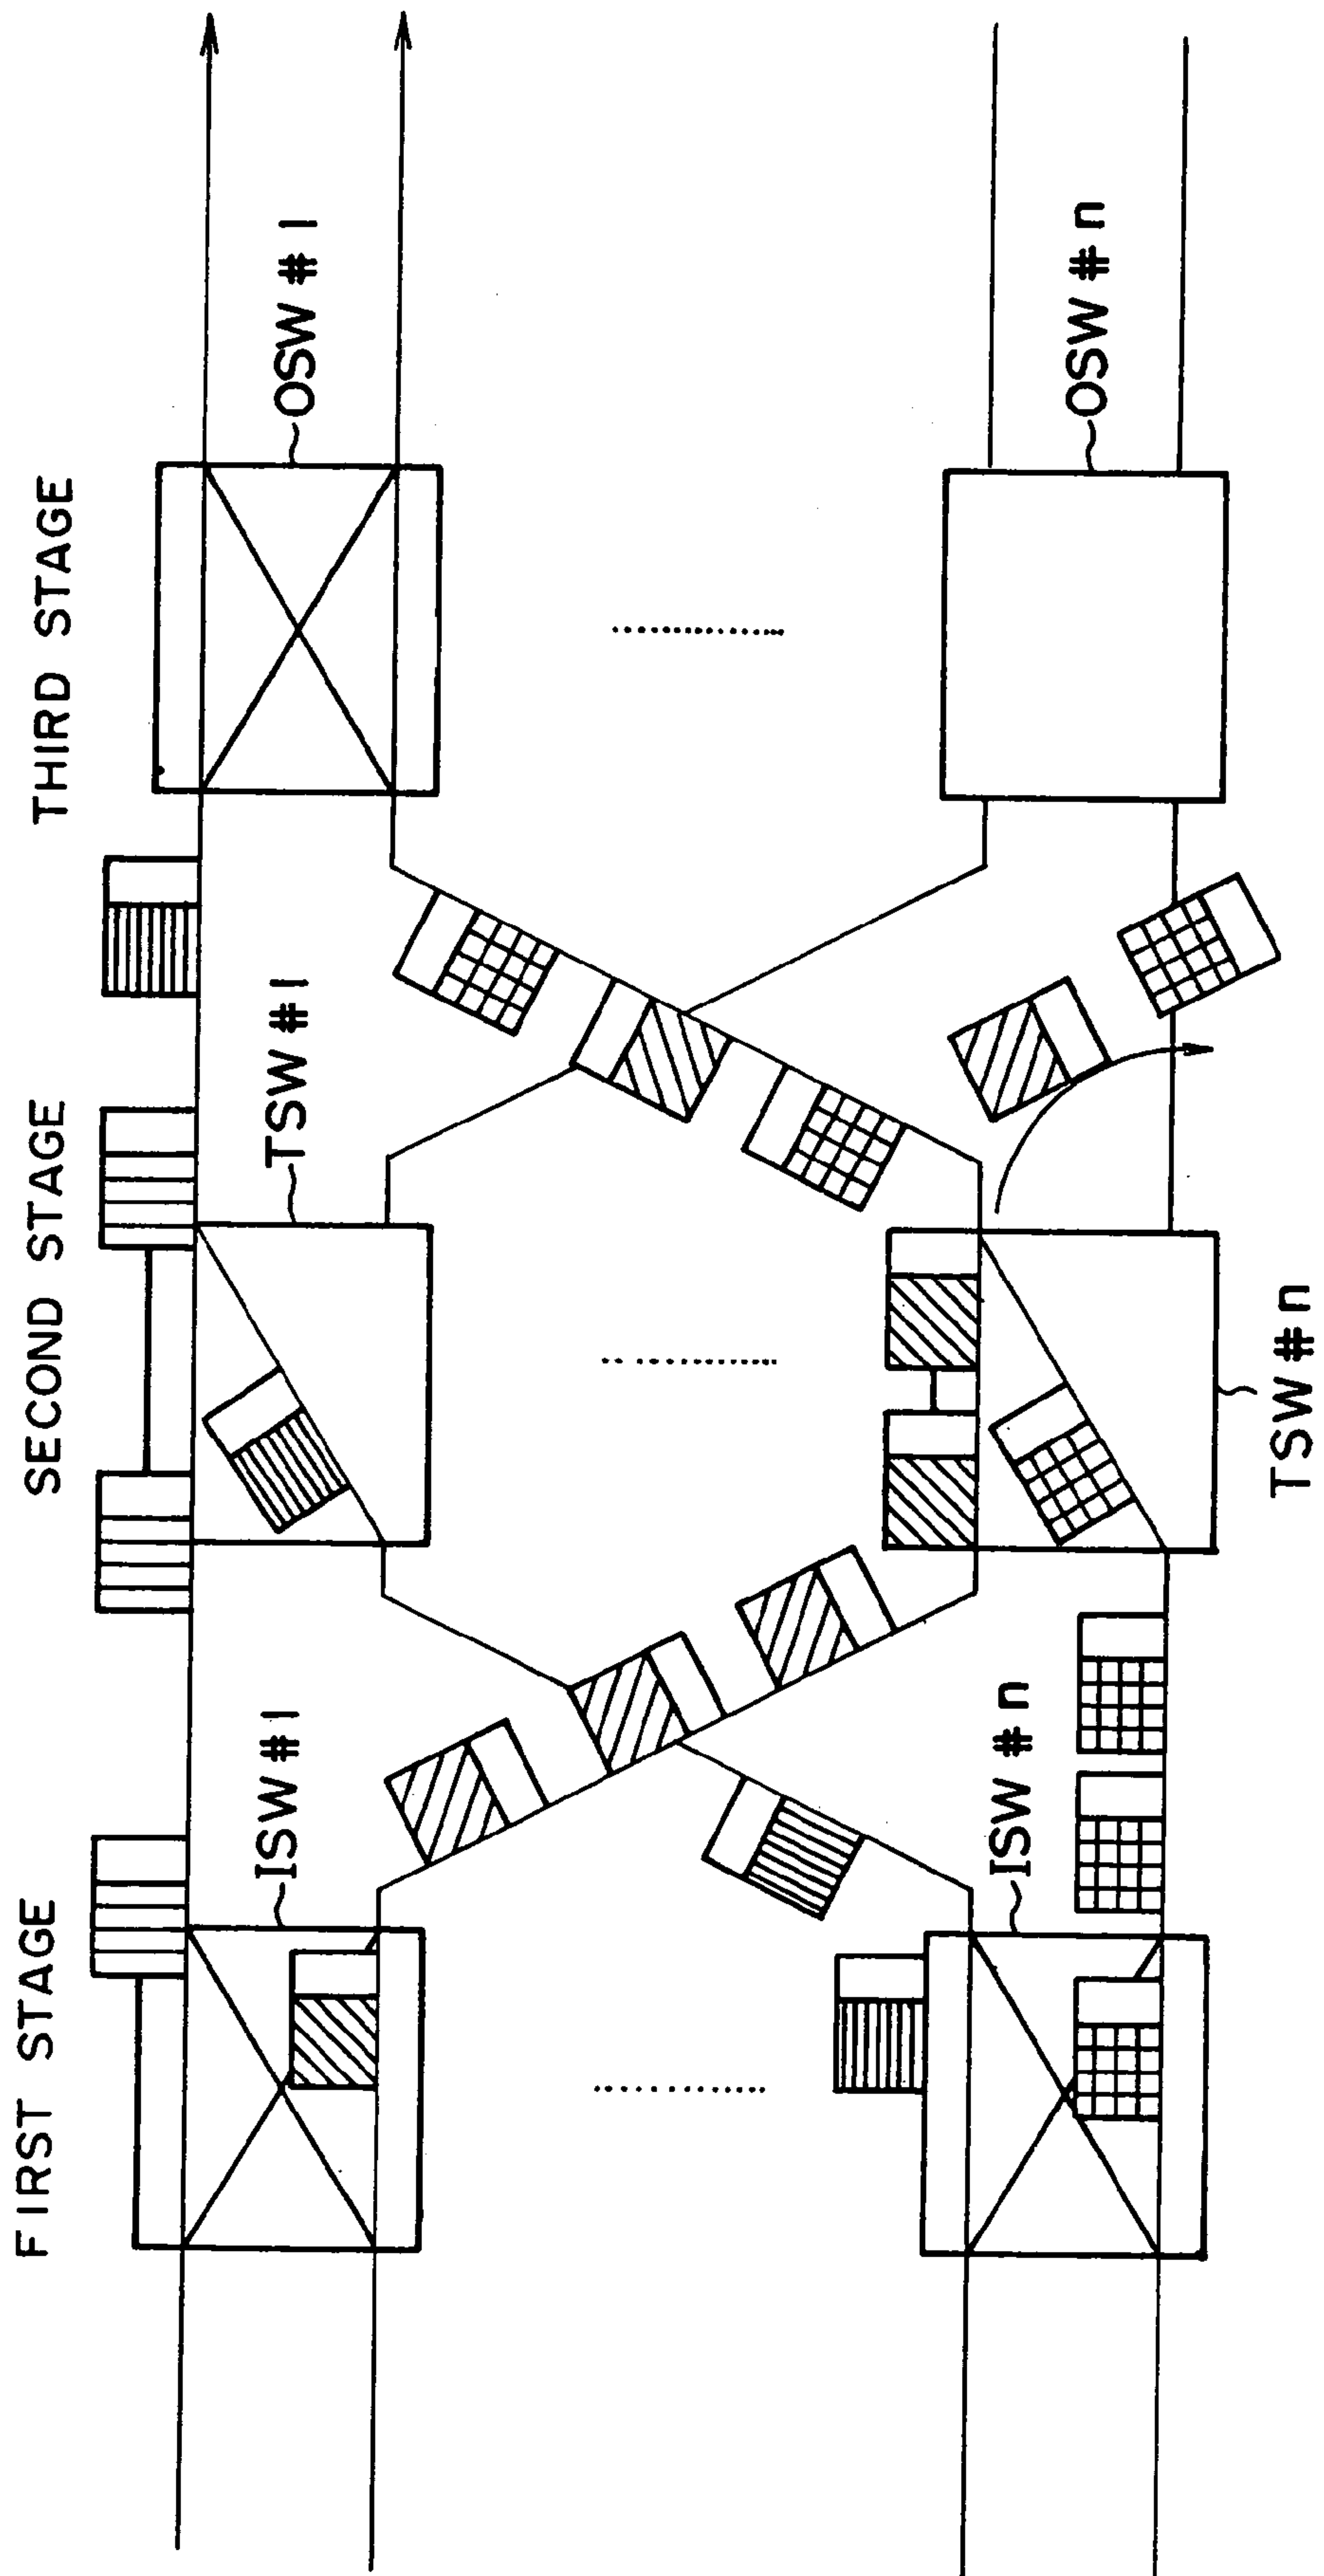 FIRST STAGE
SECOND STAGE
THIRD STAGE
ISW #1
TSW #1
OSW #1
ISW #n
TSW #n
OSW #n